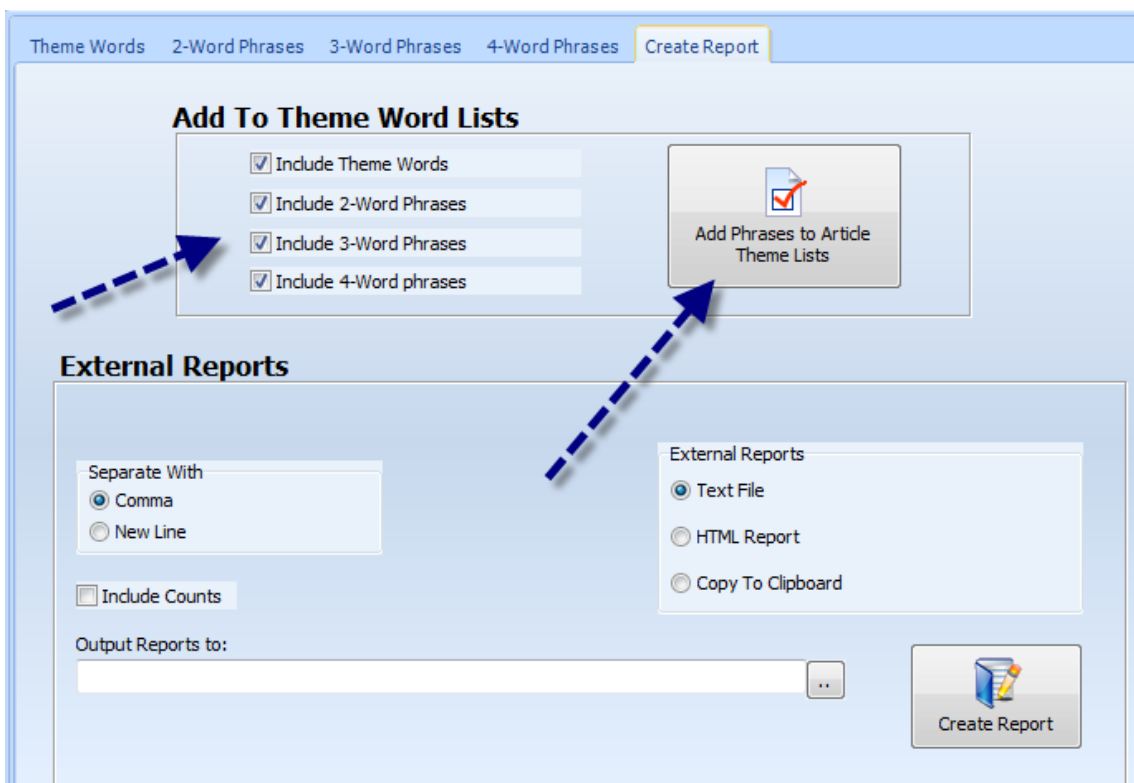 Theme Words 2-Word Phrases 3-Word Phrases 4-Word Phrases Create Report
Add To Theme Word Lists
Include Theme Words
Include 2-Word Phrases
Include 3-Word Phrases
Include 4-Word phrases
Add Phrases to Article
Theme Lists
External Reports
Separate With
Comma
New Line
Include Counts
External Reports
Text File
HTML Report
Copy To Clipboard
Output Reports to:
..
Create Report